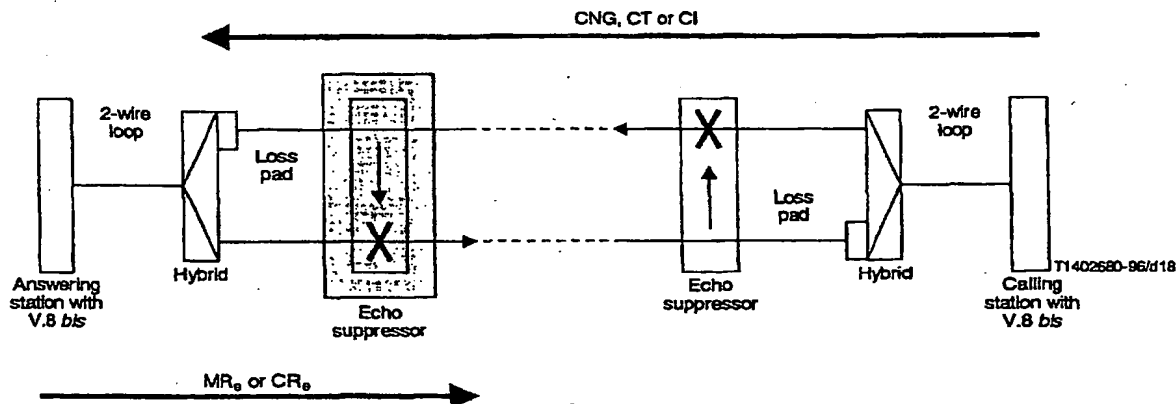 CNG, CT or CI
2-wire
loop
2-wire
loop
Loss
pad
Loss
pad
Hybrid
Hybrid
T1402680-96/d18
Answering
station with
V.8 bis
Echo
suppressor
Echo
suppressor
Calling
station with
V.8 bis
MRe or CRe